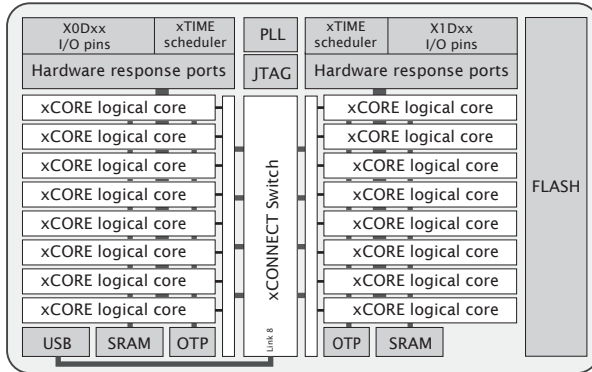 X0Dxx
I/O pins
xTIME
scheduler
PLL
xTIME
scheduler
X1Dxx
I/O pins
Hardware response ports
JTAG
Hardware response ports
xCORE logical core
xCORE logical core
xCORE logical core
xCORE logical core
xCORE logical core
xCORE logical core
xCORE logical core
xCORE logical core
xCONNECT Switch
Link 8
xCORE logical core
xCORE logical core
xCORE logical core
xCORE logical core
xCORE logical core
xCORE logical core
xCORE logical core
xCORE logical core
FLASH
USB
SRAM
OTP
OTP
SRAM